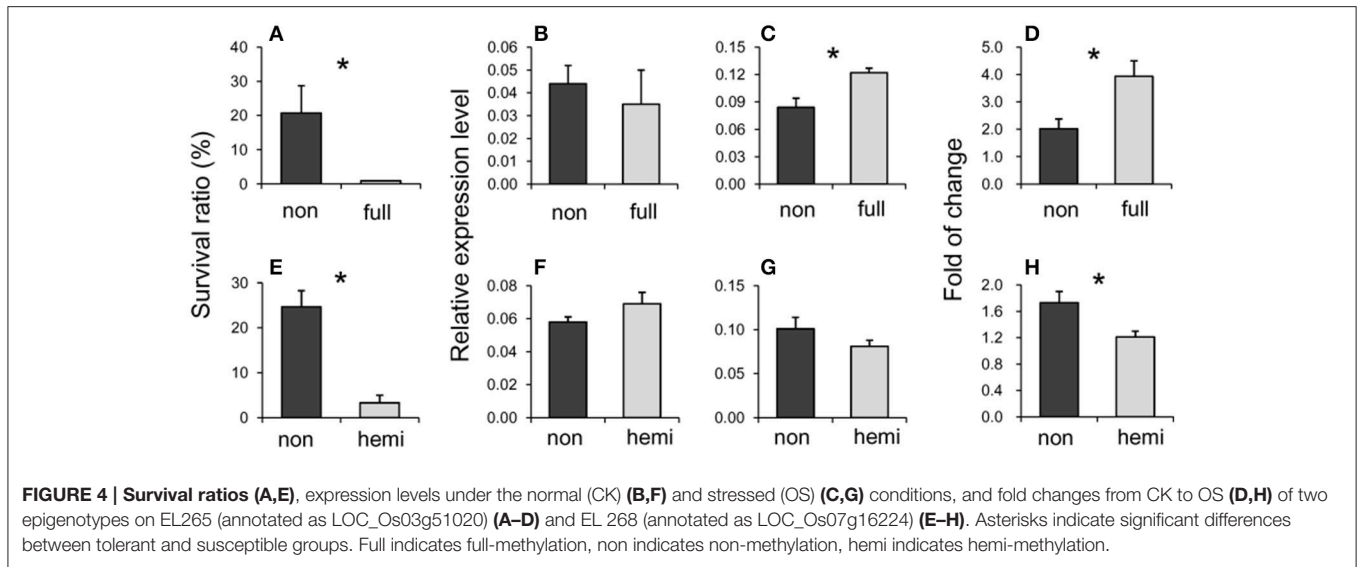 A
B
C
D
Survival ratio (%)
Relative expression level
Fold of change
40
30
20
10
0
*
non full
0.06
0.05
0.04
0.03
0.02
0.01
0.00
non full
0.15
0.12
0.09
0.06
0.03
0.00
*
non full
5.0
4.0
3.0
2.0
1.0
0.0
*
non full
E
F
G
H
30
20
10
0
*
non hemi
0.08
0.06
0.04
0.02
0.00
non hemi
0.15
0.10
0.05
0.00
non hemi
2.0
1.6
1.2
0.8
0.4
0.0
*
non hemi
FIGURE 4 | Survival ratios (A,E), expression levels under the normal (CK) (B,F) and stressed (OS) (C,G) conditions, and fold changes from CK to OS (D,H) of two
epigenotypes on EL265 (annotated as LOC_Os03g51020) (A–D) and EL 268 (annotated as LOC_Os07g16224) (E–H). Asterisks indicate significant differences
between tolerant and susceptible groups. Full indicates full-methylation, non indicates non-methylation, hemi indicates hemi-methylation.